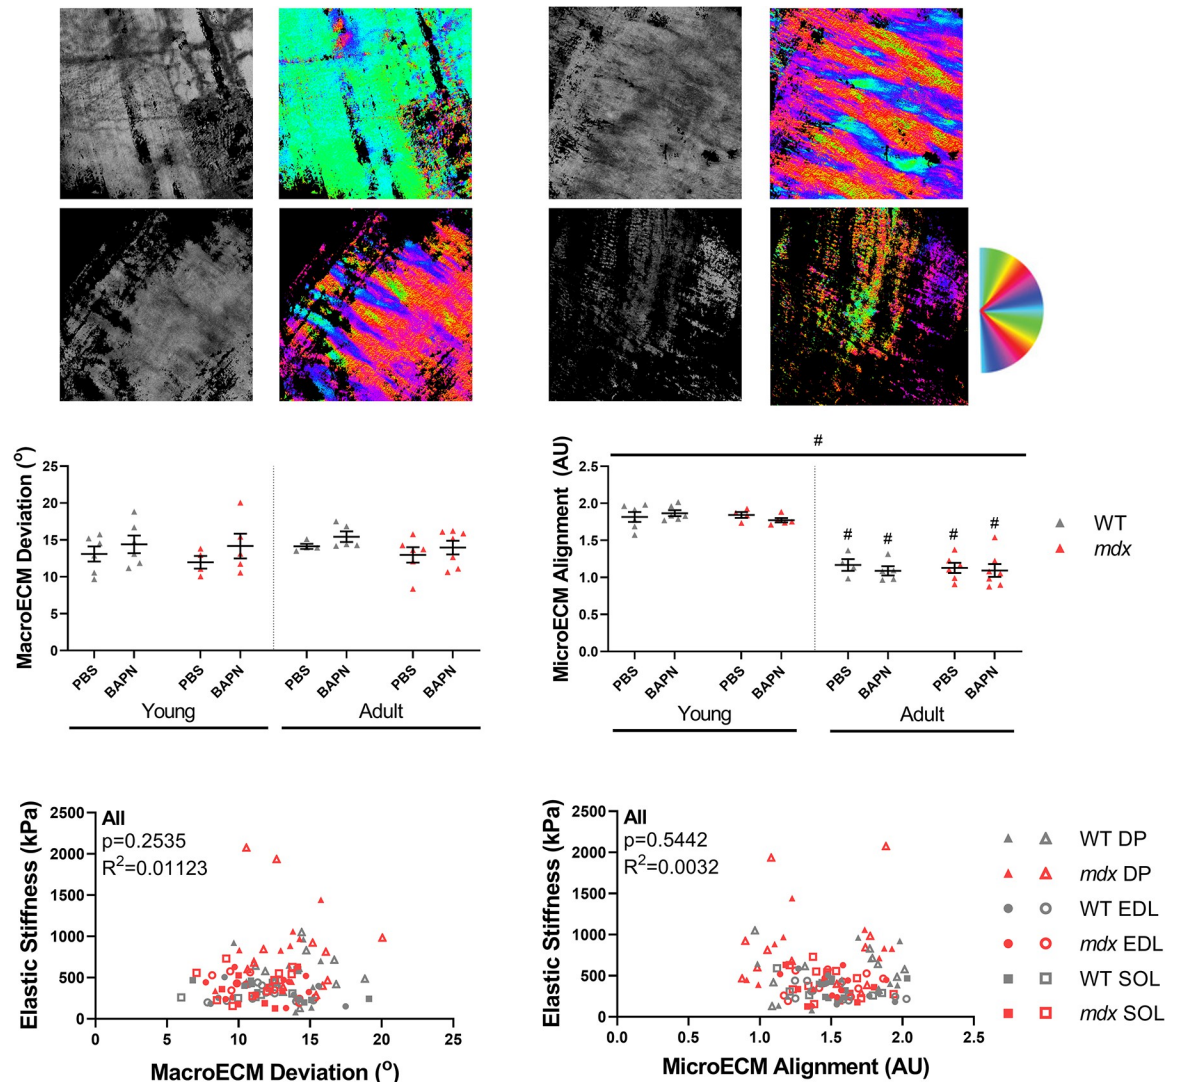 MacroECM Deviation (o)
25
20
15
10
5
0
PBS
BAPN
PBS
BAPN
PBS
BAPN
PBS
BAPN
Young
Adult
MicroECM Alignment (AU)
#
2.5
2.0
1.5
1.0
0.5
0.0
#
#
#
#
PBS
BAPN
PBS
BAPN
PBS
BAPN
PBS
BAPN
Young
Adult
WT
mdx
Elastic Stiffness (kPa)
2500
2000
1500
1000
500
0
All
p=0.2535
R2=0.01123
0
5
10
15
20
25
MacroECM Deviation (o)
Elastic Stiffness (kPa)
2500
2000
1500
1000
500
0
All
p=0.5442
R2=0.0032
0.0
0.5
1.0
1.5
2.0
2.5
MicroECM Alignment (AU)
WT DP
mdx DP
WT EDL
mdx EDL
WT SOL
mdx SOL